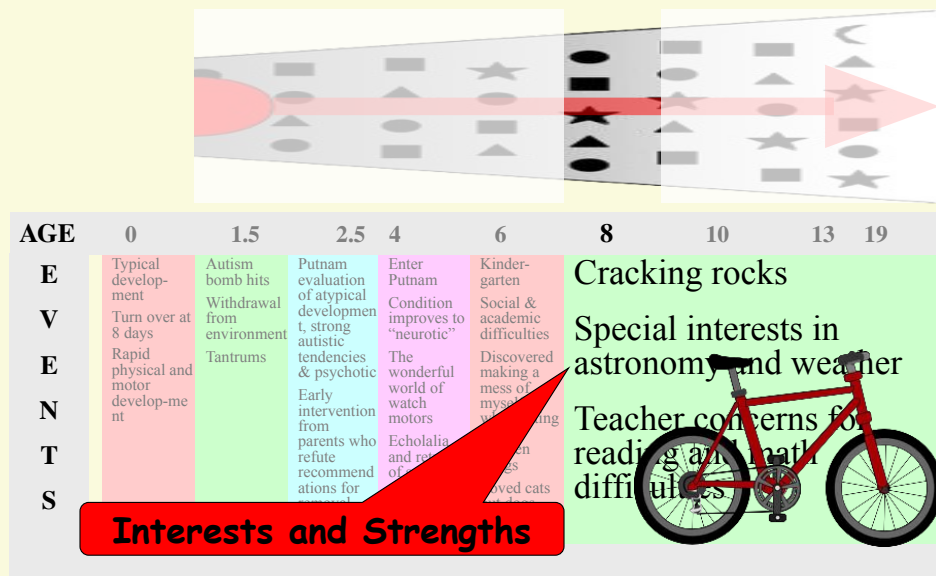 AGE 0 1.5 2.5 4 6 8 10 13 19
E
V
E
N
T
S
Typical
develop-
ment
Turn over at
8 days
Rapid
physical and
motor
develop-me
nt
Autism
bomb hits
Withdrawal
from
environment
Tantrums
Putnam
evaluation
of atypical
developmen
t, strong
autistic
tendencies
& psychotic
Early
intervention
from
parents who
refute
recommend
ations for
Enter
Putnam
Condition
improves to
“neurotic”
The
wonderful
world of
watch
motors
Echolalia
and
of
Kinder-
garten
Social &
academic
difficulties
Discovered
making a
mess of
cats
Cracking rocks
Special interests in
astronomy and weather
Teacher concerns for
reading and math
difficulties
Interests and Strengths